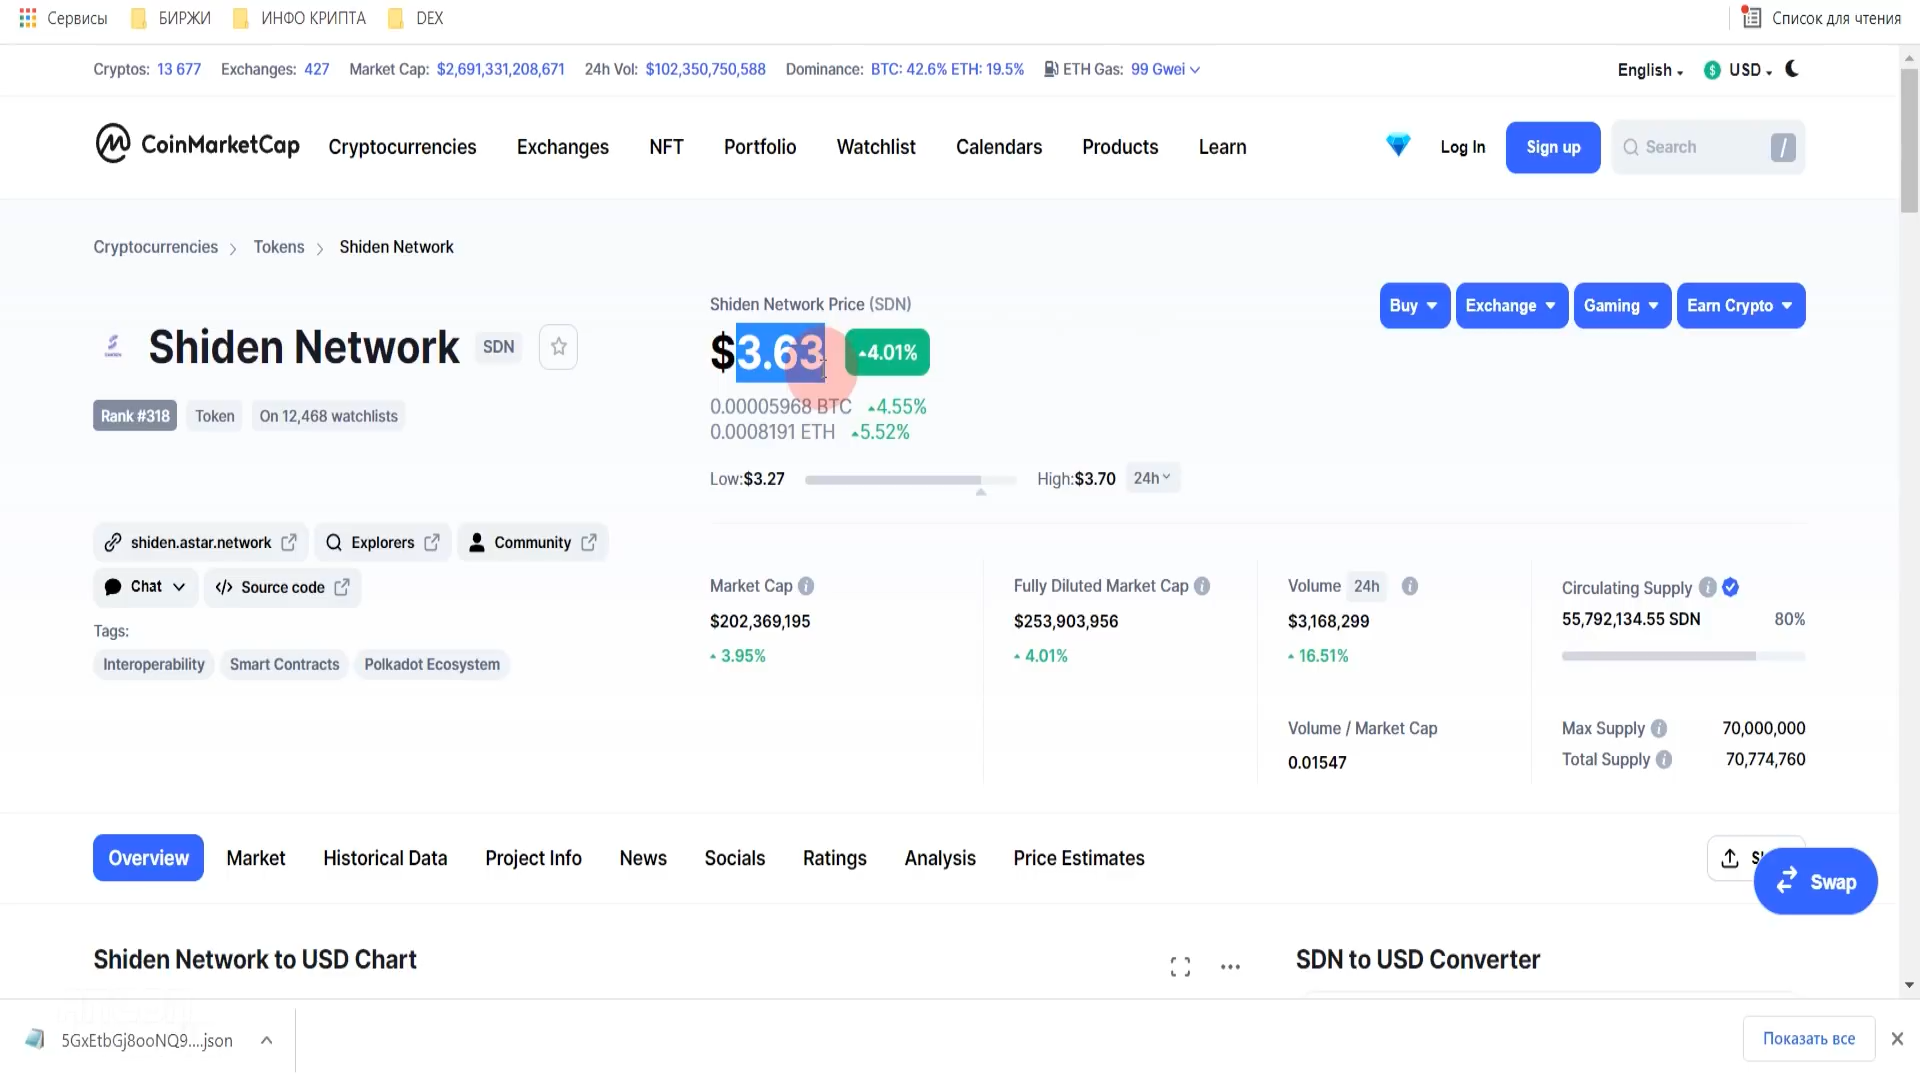 Сервисы БИРЖИ ИНФО КРИПТА DEX Список для чтения
Cryptos: 13 677 Exchanges: 427 Market Cap: $2,691,331,208,671 24h Vol: $102,350,750,588 Dominance: BTC: 42.6% ETH: 19.5% ETH Gas: 99 Gwei English USD
CoinMarketCap Cryptocurrencies Exchanges NFT Portfolio Watchlist Calendars Products Learn Log In Sign up Search /
Cryptocurrencies Tokens Shiden Network
Shiden Network Price (SDN)
Buy Exchange Gaming Earn Crypto
Shiden Network SDN
$3.63 4.01%
Rank #318 Token On 12,468 watchlists
0.00005968 BTC 4.55%
0.0008191 ETH 5.52%
Low:$3.27 High:$3.70 24h
shiden.astar.network Explorers Community
Chat Source code
Tags:
Interoperability Smart Contracts Polkadot Ecosystem
Market Cap
$202,369,195
3.95%
Fully Diluted Market Cap
$253,903,956
4.01%
Volume 24h
$3,168,299
16.51%
Volume / Market Cap
0.01547
Circulating Supply
55,792,134.55 SDN 80%
Max Supply 70,000,000
Total Supply 70,774,760
Overview Market Historical Data Project Info News Socials Ratings Analysis Price Estimates
Swap
Shiden Network to USD Chart
SDN to USD Converter
5GxEtbGj8ooNQ9....json
Показать все